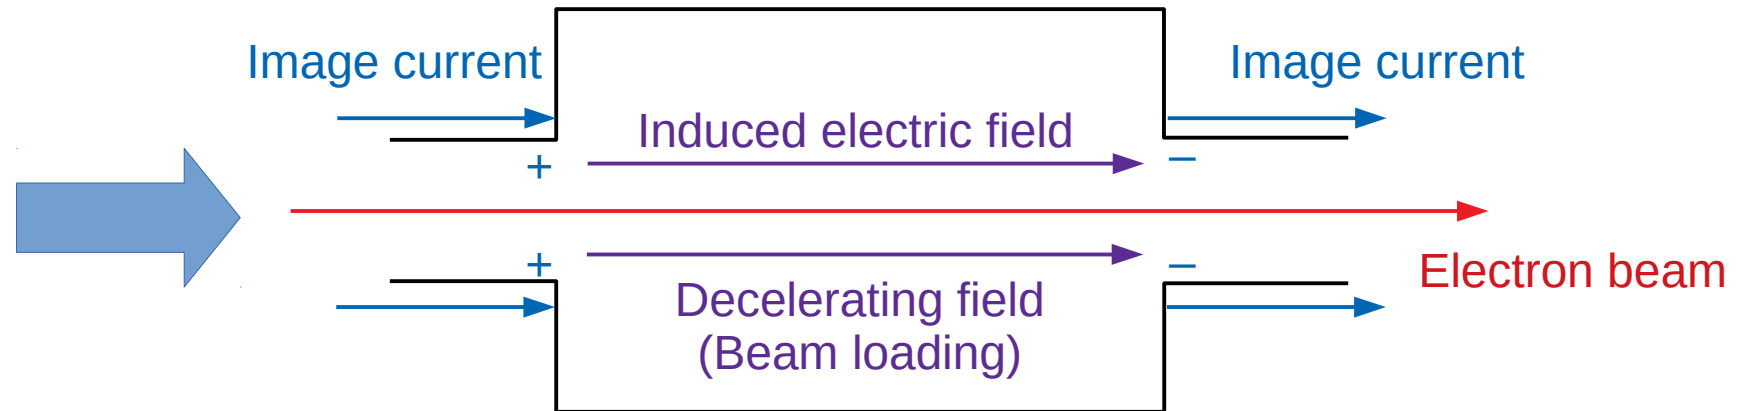 Image current
Image current
Induced electric field
+
−
+
−
Electron beam
Decelerating field
(Beam loading)